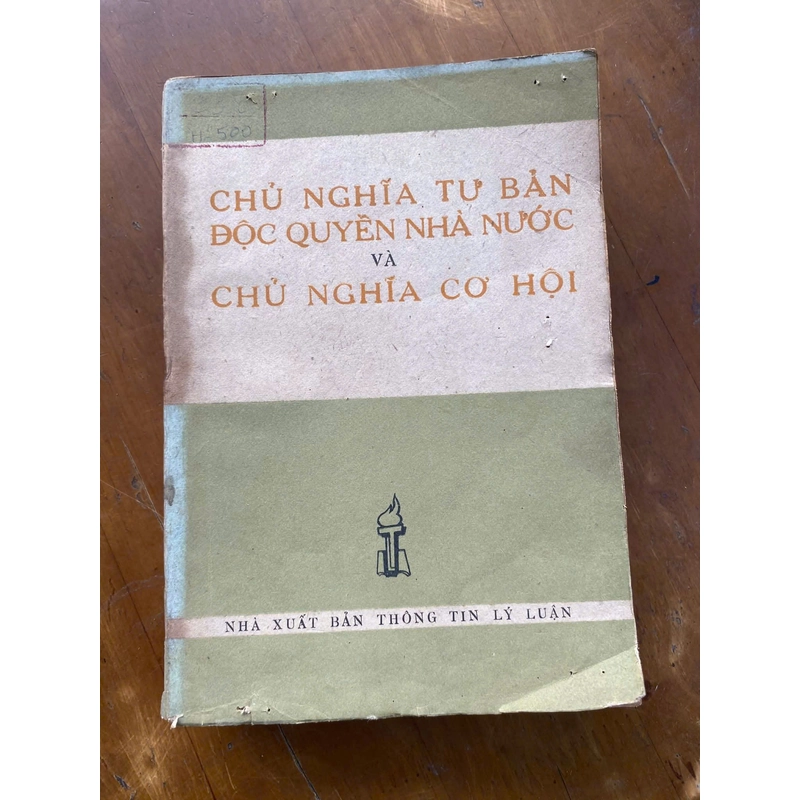 H-500
CHỦ NGHĨA TƯ BẢN
ĐỘC QUYỀN NHÀ NƯỚC
VÀ
CHỦ NGHĨA CƠ HỘI
NHÀ XUẤT BẢN THÔNG TIN LÝ LUẬN